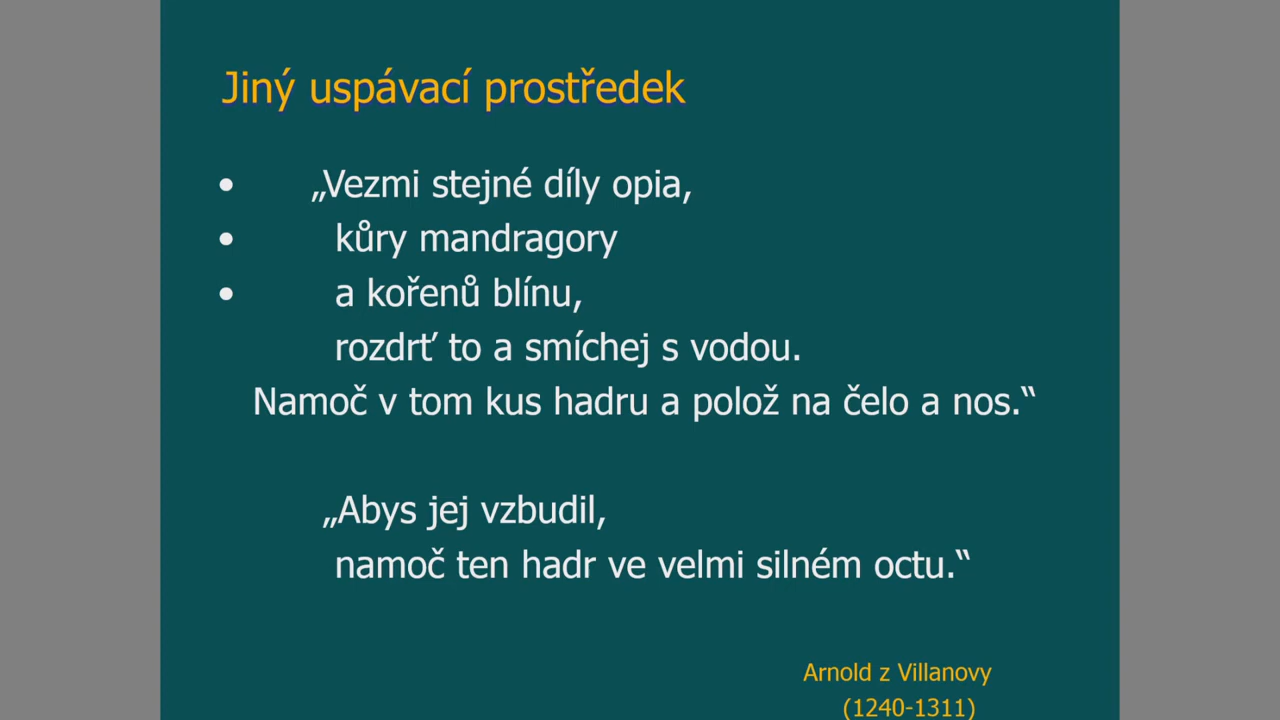 Jiný uspávací prostředek
• „Vezmi stejné díly opia,
• kůry mandragory
• a kořenů blínu,
rozdrť to a smíchej s vodou.
Namoč v tom kus hadru a polož na čelo a nos.“
„Abys jej vzbudil,
namoč ten hadr ve velmi silném octu.“
Arnold z Villanovy
(1240-1311)